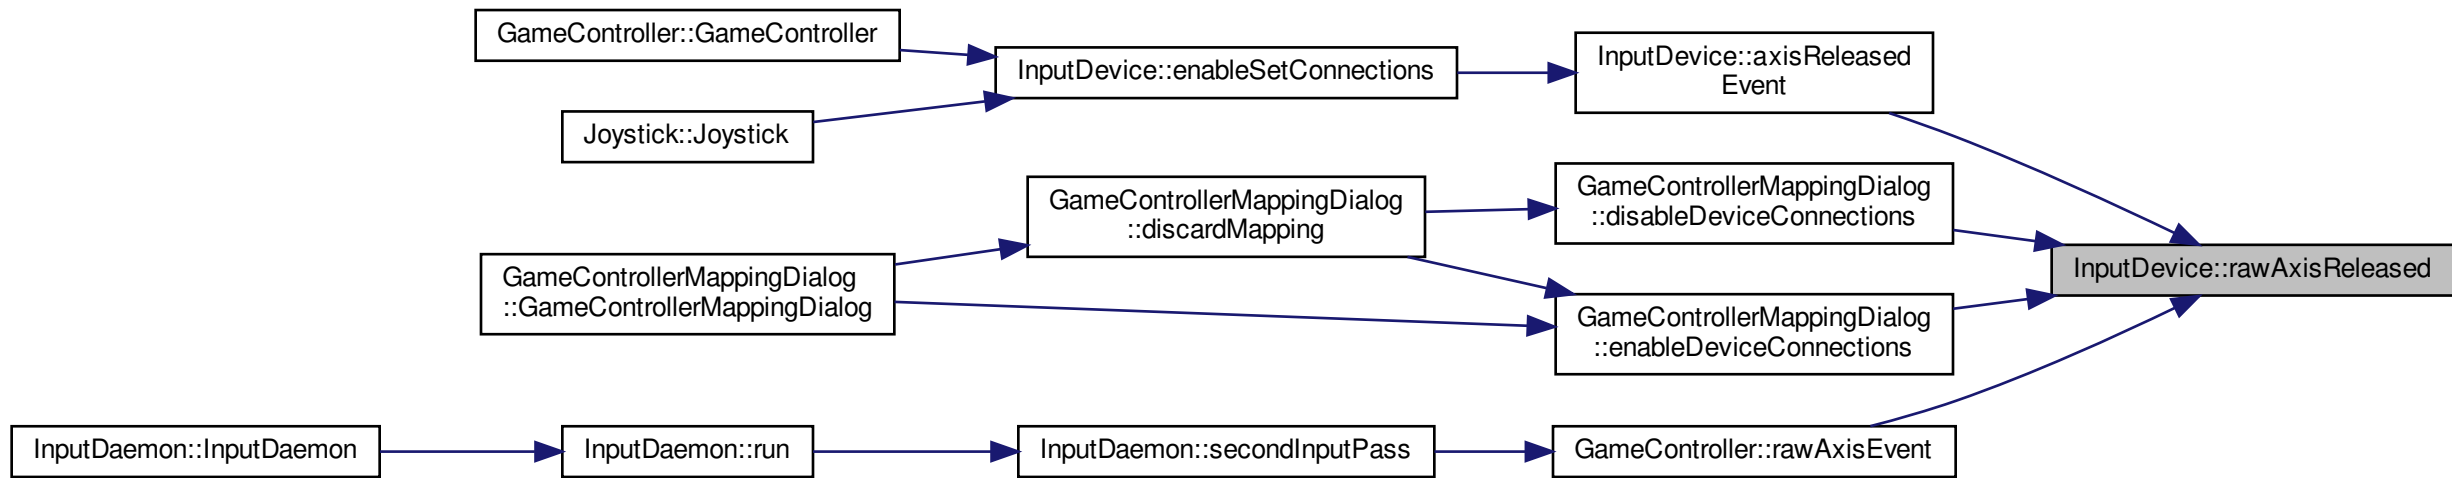 GameController::GameController
Joystick::Joystick
InputDevice::enableSetConnections
InputDevice::axisReleased
Event
GameControllerMappingDialog
::GameControllerMappingDialog
GameControllerMappingDialog
::discardMapping
GameControllerMappingDialog
::disableDeviceConnections
GameControllerMappingDialog
::enableDeviceConnections
InputDevice::rawAxisReleased
InputDaemon::InputDaemon
InputDaemon::run
InputDaemon::secondInputPass
GameController::rawAxisEvent